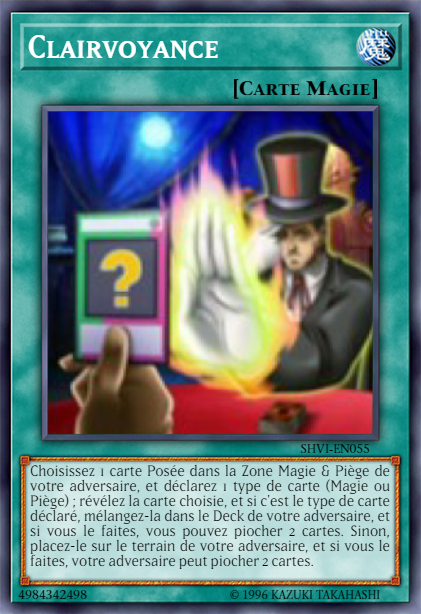 CLAIRVOYANCE
魔
[CARTE MAGIE]
?
SHVI-EN055
Choisissez 1 carte Posée dans la Zone Magie & Piège de
votre adversaire, et déclarez 1 type de carte (Magie ou
Piège) ; révélez la carte choisie, et si c'est le type de carte
déclaré, mélangez-la dans le Deck de votre adversaire, et
si vous le faites, vous pouvez piocher 2 cartes. Sinon,
placez-le sur le terrain de votre adversaire, et si vous le
faites, votre adversaire peut piocher 2 cartes.
4984342498
© 1996 KAZUKI TAKAHASHI